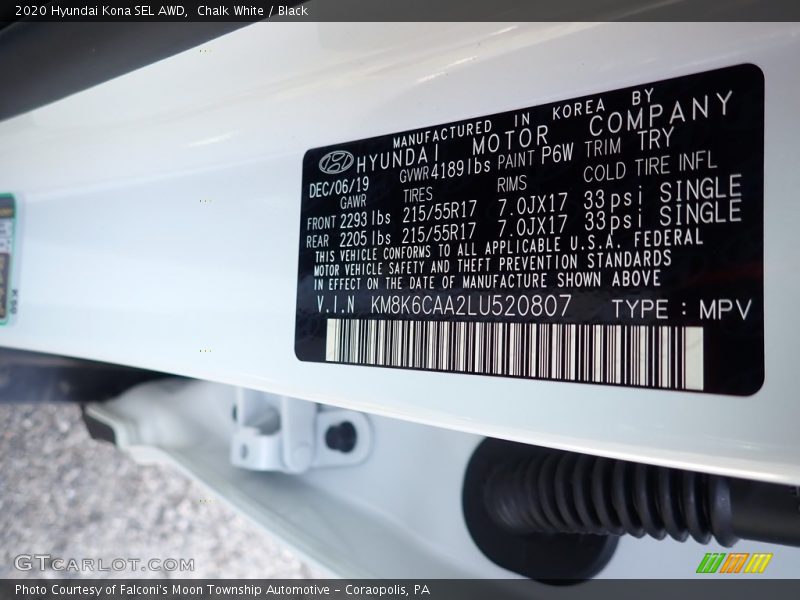 2020 Hyundai Kona SEL AWD,  Chalk White / Black
MANUFACTURED IN KOREA BY
HYUNDAI MOTOR COMPANY
DEC/06/19 GVWR 4189 lbs PAINT P6W TRIM TRY
GAWR TIRES RIMS COLD TIRE INFL
FRONT 2293 lbs 215/55R17 7.0JX17 33psi SINGLE
REAR 2205 lbs 215/55R17 7.0JX17 33psi SINGLE
THIS VEHICLE CONFORMS TO ALL APPLICABLE U.S.A. FEDERAL
MOTOR VEHICLE SAFETY AND THEFT PREVENTION STANDARDS
IN EFFECT ON THE DATE OF MANUFACTURE SHOWN ABOVE
V.I.N KM8K6CAA2LU520807 TYPE : MPV
GTCARLOT.COM
Photo Courtesy of Falconi's Moon Township Automotive - Coraopolis, PA